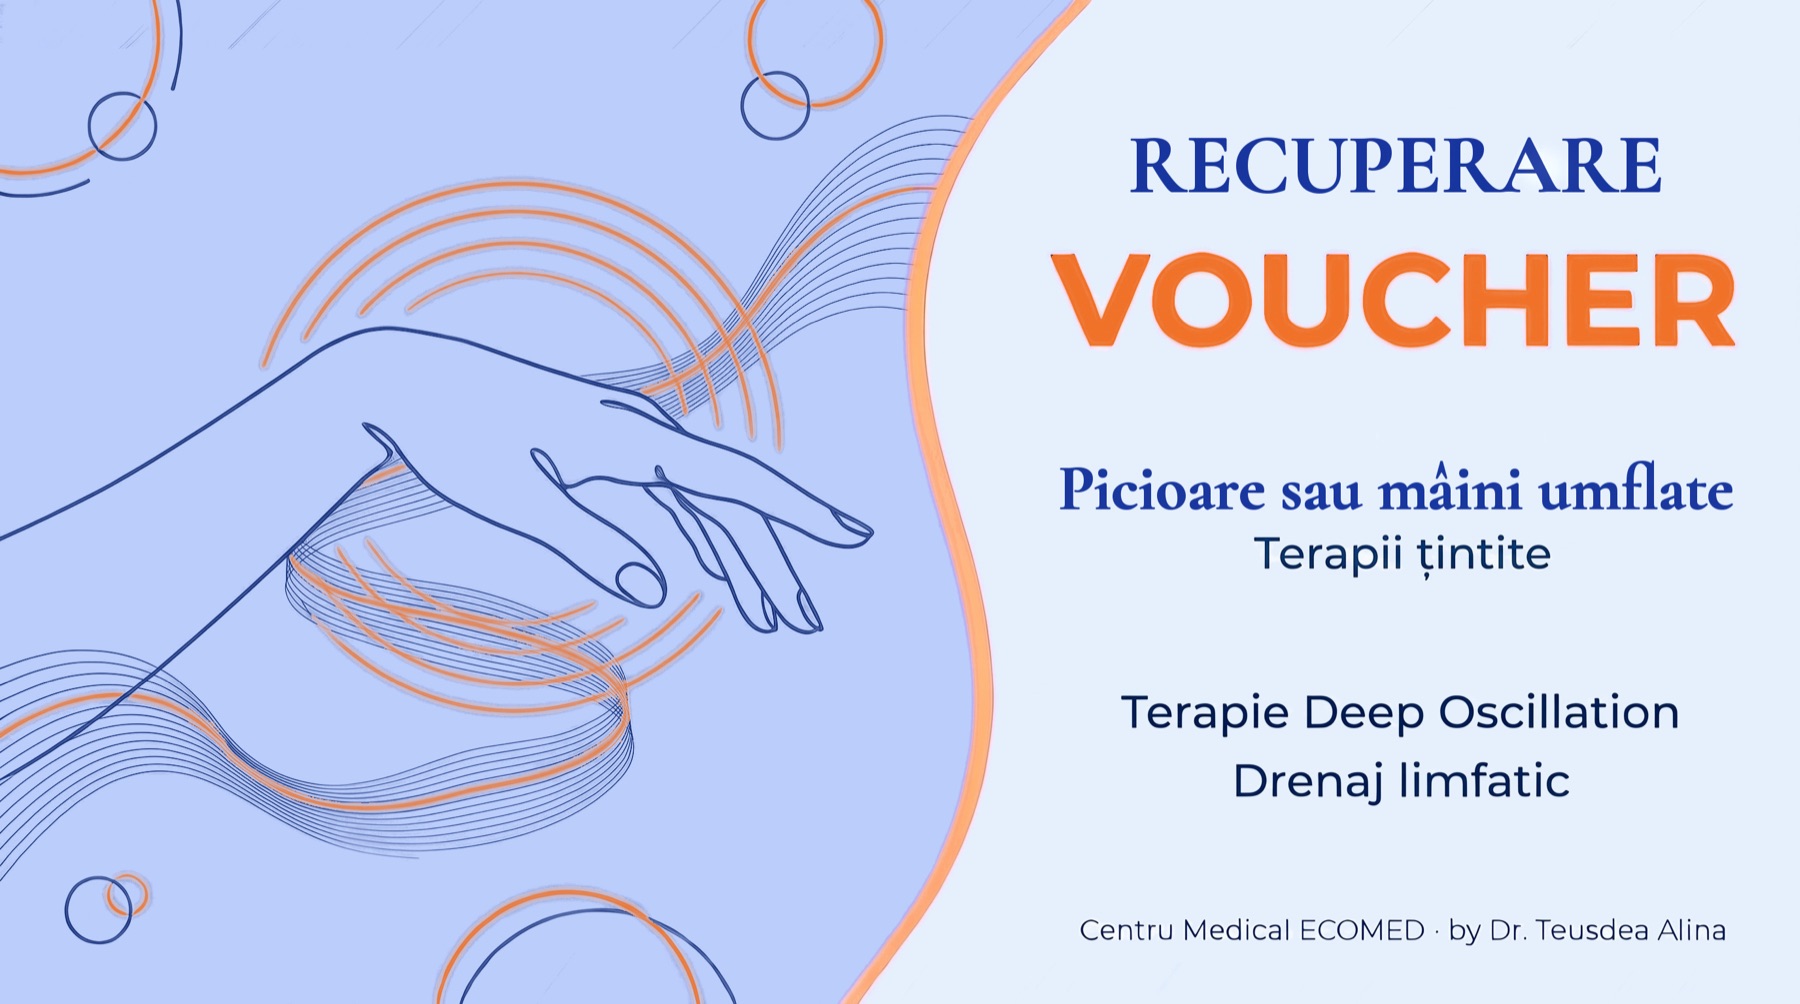 RECUPERARE
VOUCHER
Picioare sau mâini umflate
Terapii țintite
Terapie Deep Oscillation
Drenaj limfatic
Centru Medical ECOMED · by Dr. Teusdea Alina